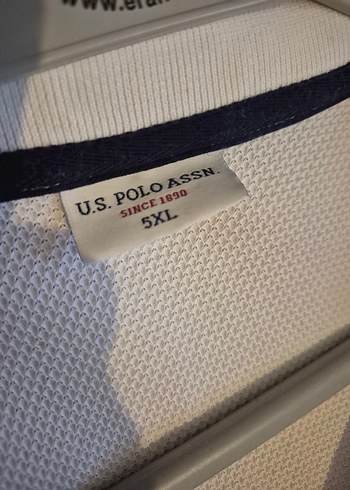 U.S. POLO ASSN.
SINCE 1890
5XL